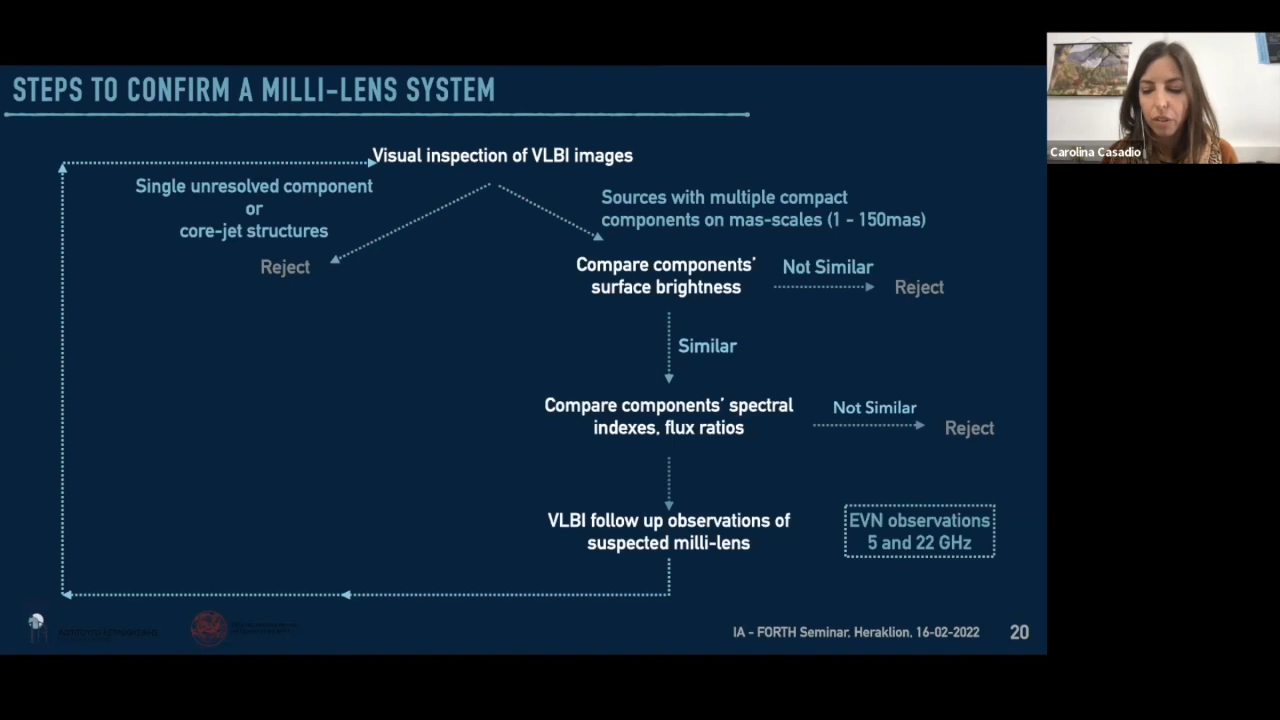 STEPS TO CONFIRM A MILLI-LENS SYSTEM
Carolina Casadio
Visual inspection of VLBI images
Single unresolved component
or
core-jet structures
Reject
Sources with multiple compact
components on mas-scales (1 - 150mas)
Compare components’
surface brightness
Not Similar
Reject
Similar
Compare components’ spectral
indexes, flux ratios
Not Similar
Reject
VLBI follow up observations of
suspected milli-lens
EVN observations
5 and 22 GHz
IA - FORTH Seminar, Heraklion, 16-02-2022
20